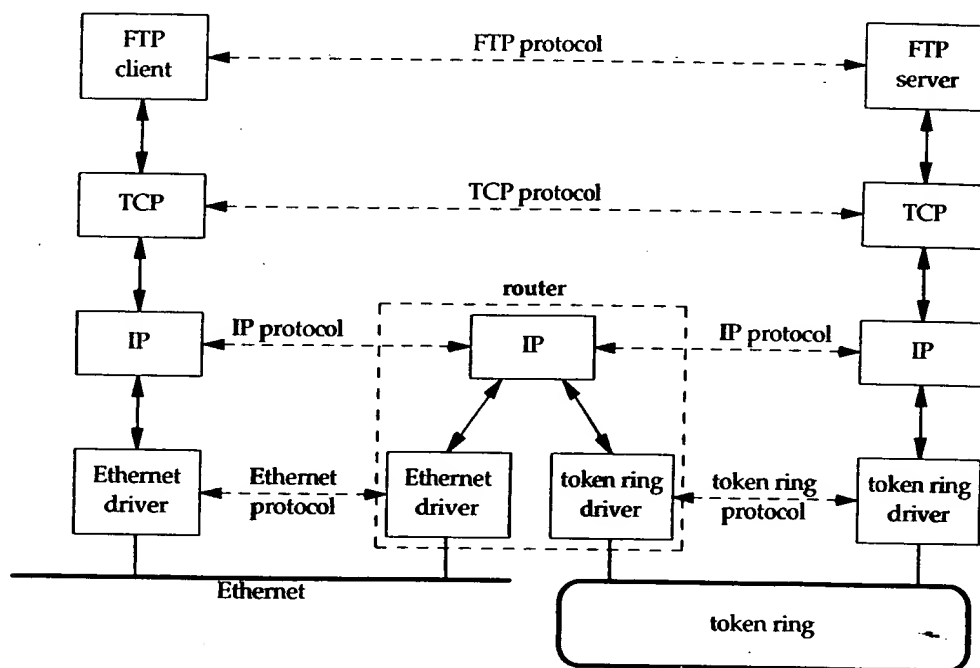 FTP
client
FTP protocol
FTP
server
TCP
TCP protocol
TCP
router
IP
IP protocol
IP
IP protocol
IP
Ethernet
driver
Ethernet
protocol
Ethernet
driver
token ring
driver
token ring
protocol
token ring
driver
Ethernet
token ring